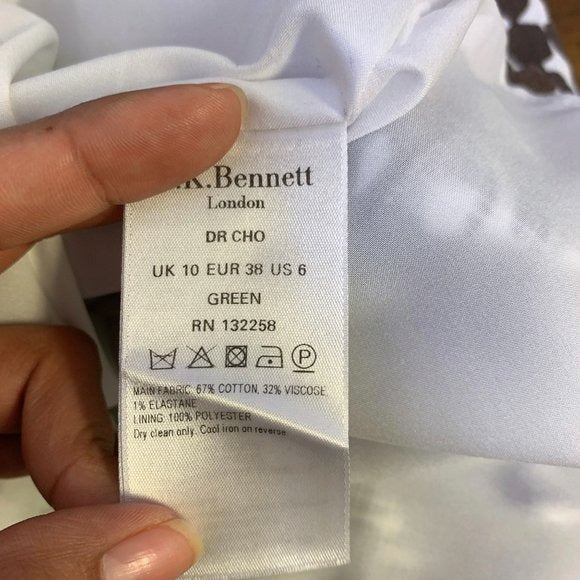 .K.Bennett
London
DR CHO
UK 10 EUR 38 US 6
GREEN
RN 132258
P
MAIN FABRIC: 67% COTTON, 32% VISCOSE
1% ELASTANE
LINING: 100% POLYESTER
Dry clean only. Cool iron on reverse